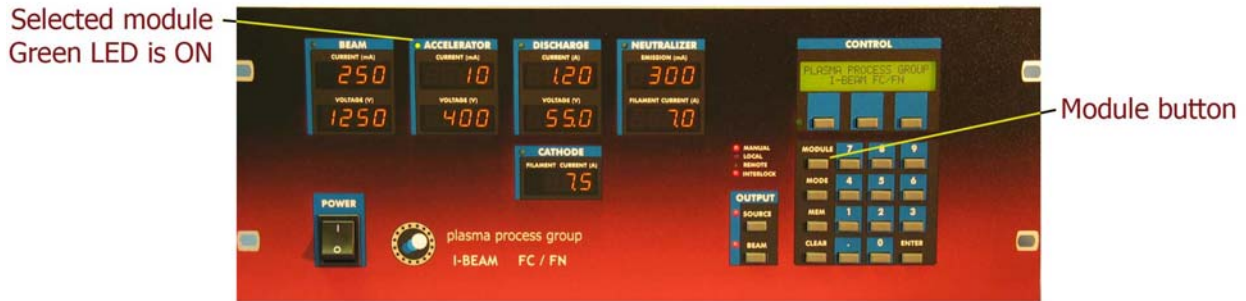 Selected module
Green LED is ON
BEAM
CURRENT (mA)
250
VOLTAGE (V)
1250
ACCELERATOR
CURRENT (mA)
10
VOLTAGE (V)
400
DISCHARGE
CURRENT (A)
1.20
VOLTAGE (V)
55.0
NEUTRALIZER
EMISSION (mA)
300
FILAMENT CURRENT (A)
7.0
CATHODE
FILAMENT CURRENT (A)
7.5
CONTROL
PLASMA PROCESS GROUP
I-BEAM FC/FN
Module button
MANUAL
LOCAL
REMOTE
INTERLOCK
MODULE 7 8 9
MODE 4 5 6
MEM 1 2 3
CLEAR . 0 ENTER
OUTPUT
SOURCE
BEAM
POWER
I
O
plasma process group
I-BEAM FC / FN